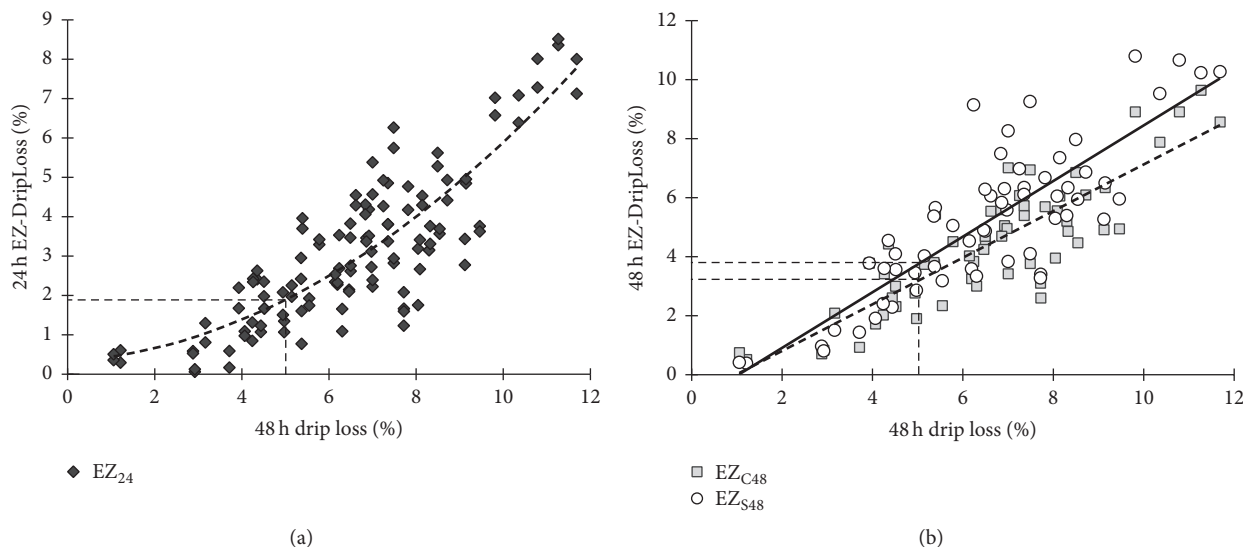 9
8
7
6
5
4
3
2
1
0
24 h EZ-DripLoss (%)
0 2 4 6 8 10 12
48 h drip loss (%)
EZ24
(a)
12
10
8
6
4
2
0
48 h EZ-DripLoss (%)
0 2 4 6 8 10 12
48 h drip loss (%)
EZC48
EZS48
(b)